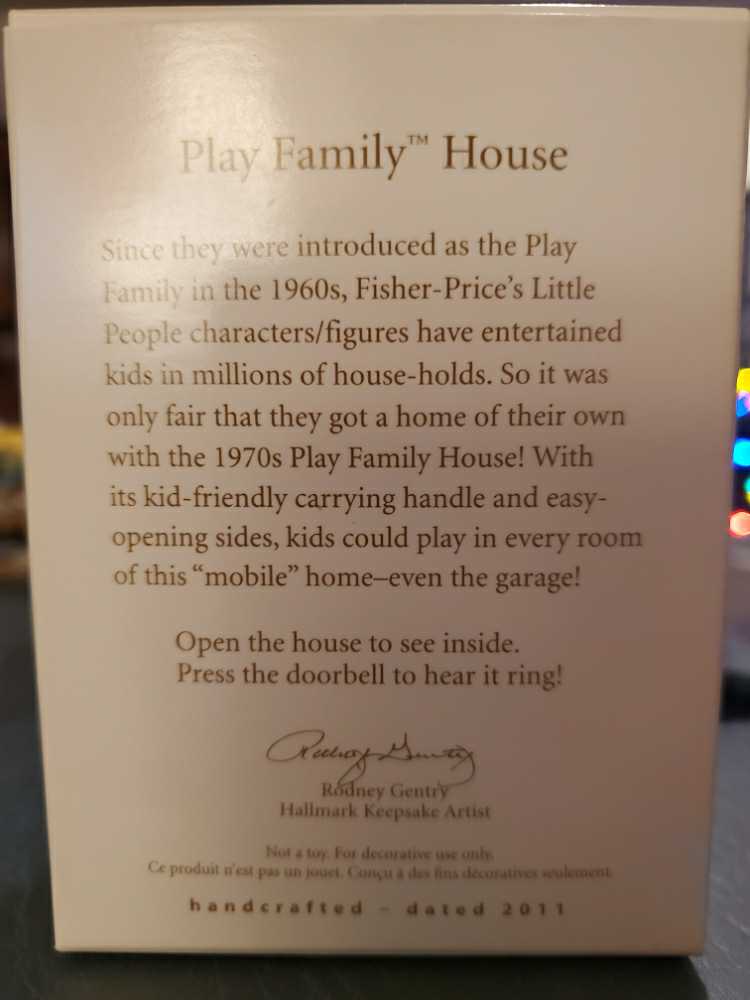 Play Family™ House
Since they were introduced as the Play
Family in the 1960s, Fisher-Price's Little
People characters/figures have entertained
kids in millions of house-holds. So it was
only fair that they got a home of their own
with the 1970s Play Family House! With
its kid-friendly carrying handle and easy-
opening sides, kids could play in every room
of this “mobile” home–even the garage!
Open the house to see inside.
Press the doorbell to hear it ring!
Rodney Gentry
Rodney Gentry
Hallmark Keepsake Artist
Not a toy. For decorative use only.
Ce produit n'est pas un jouet. Conçu à des fins décoratives seulement.
handcrafted – dated 2011